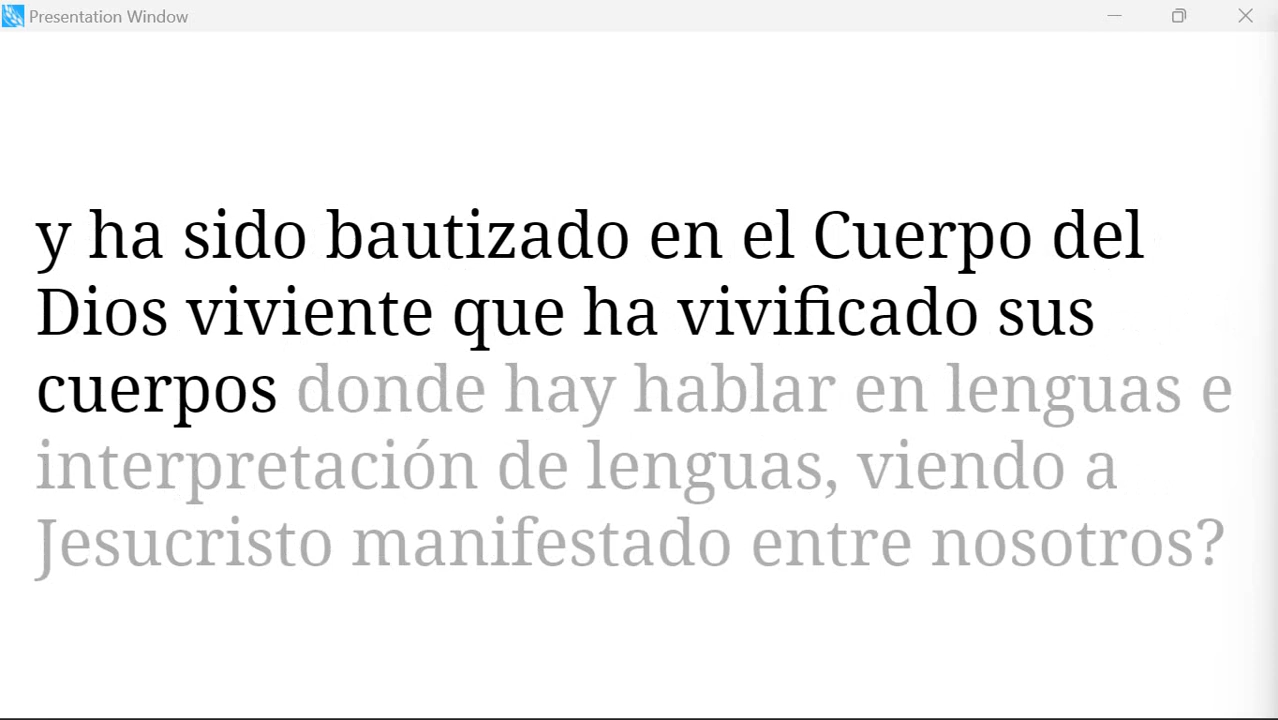 Presentation Window
y ha sido bautizado en el Cuerpo del
Dios viviente que ha vivificado sus
cuerpos donde hay hablar en lenguas e
interpretación de lenguas, viendo a
Jesucristo manifestado entre nosotros?